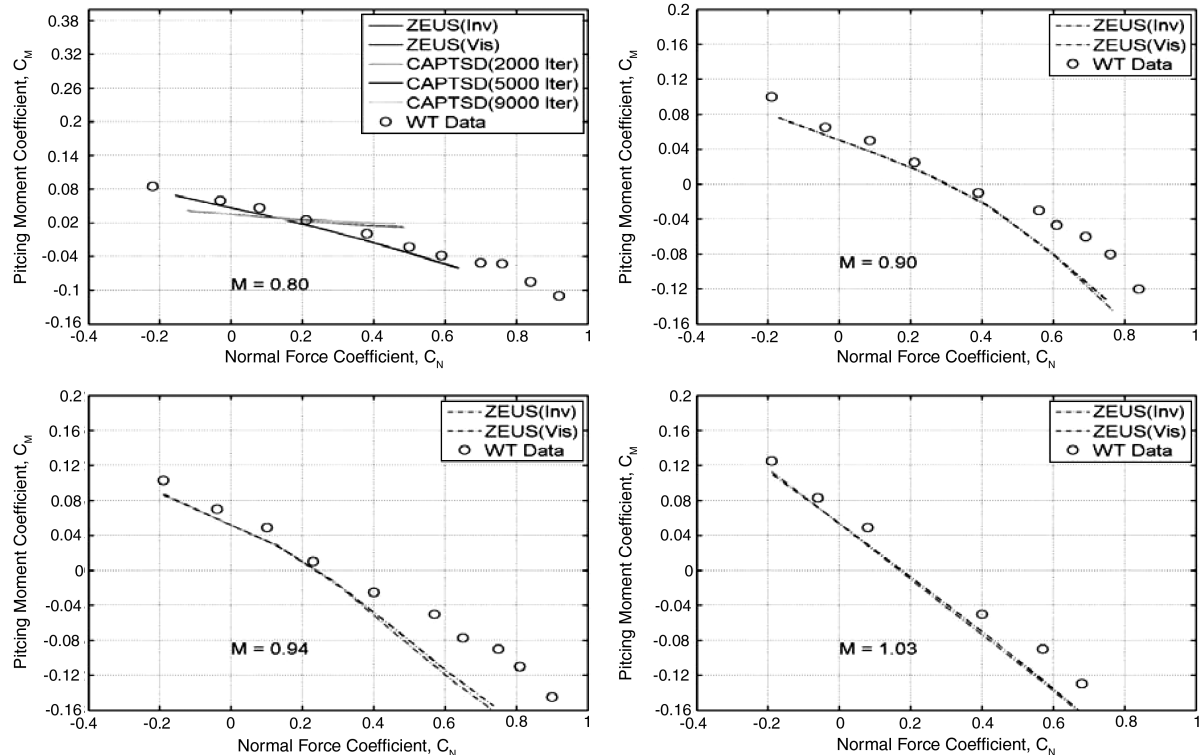 0.38
0.32
0.26
0.2
0.14
0.08
0.02
-0.04
-0.1
-0.16
Pitcing Moment Coefficient, CM
ZEUS(Inv)
ZEUS(Vis)
CAPTSD(2000 Iter)
CAPTSD(5000 Iter)
CAPTSD(9000 Iter)
WT Data
M = 0.80
-0.4 -0.2 0 0.2 0.4 0.6 0.8 1
Normal Force Coefficient, CN
0.2
0.16
0.12
0.08
0.04
0
-0.04
-0.08
-0.12
-0.16
Pitcing Moment Coefficient, CM
ZEUS(Inv)
ZEUS(Vis)
WT Data
M = 0.90
-0.4 -0.2 0 0.2 0.4 0.6 0.8 1
Normal Force Coefficient, CN
0.2
0.16
0.12
0.08
0.04
0
-0.04
-0.08
-0.12
-0.16
Pitcing Moment Coefficient, CM
ZEUS(Inv)
ZEUS(Vis)
WT Data
M = 0.94
-0.4 -0.2 0 0.2 0.4 0.6 0.8 1
Normal Force Coefficient, CN
0.2
0.16
0.12
0.08
0.04
0
-0.04
-0.08
-0.12
-0.16
Pitcing Moment Coefficient, CM
ZEUS(Inv)
ZEUS(Vis)
WT Data
M = 1.03
-0.4 -0.2 0 0.2 0.4 0.6 0.8 1
Normal Force Coefficient, CN